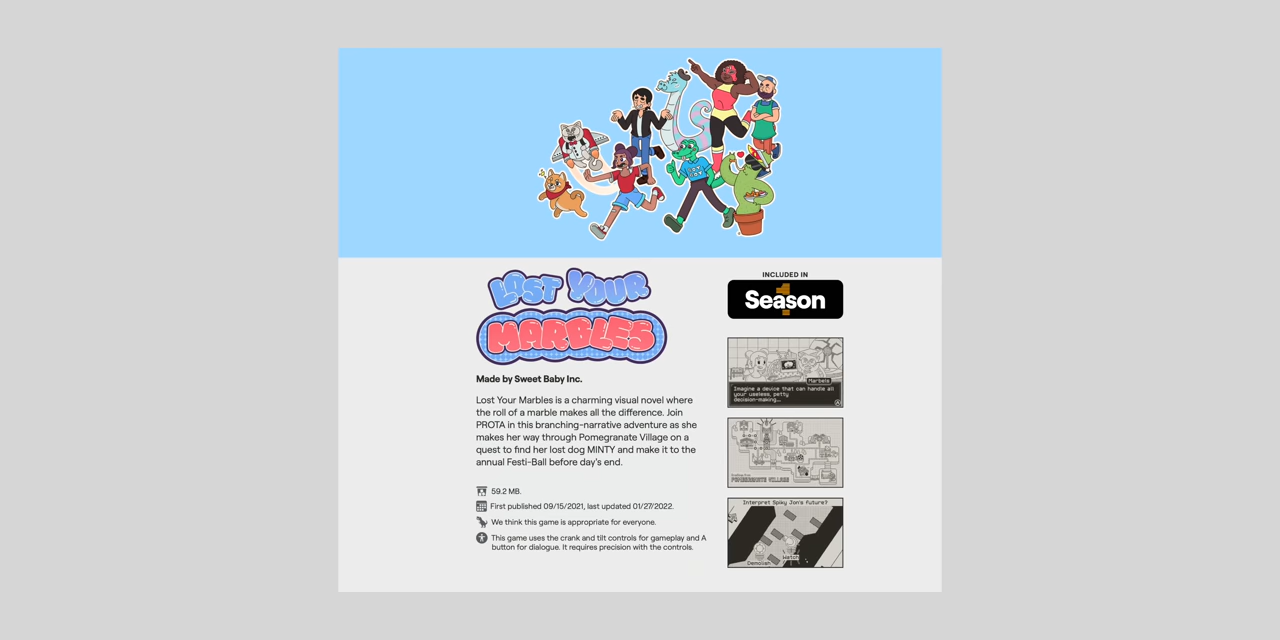 LOST YOUR
MARBLES
Made by Sweet Baby Inc.
Lost Your Marbles is a charming visual novel where
the roll of a marble makes all the difference. Join
PROTA in this branching-narrative adventure as she
makes her way through Pomegranate Village on a
quest to find her lost dog MINTY and make it to the
annual Festi-Ball before day's end.
59.2 MB.
First published 09/15/2021, last updated 01/27/2022.
We think this game is appropriate for everyone.
This game uses the crank and tilt controls for gameplay and A
button for dialogue. It requires precision with the controls.
INCLUDED IN
Season
1
Marbela
Imagine a device that can handle all
your useless, petty
decision-making...
A
POMEGRANATE VILLAGE
Interpret Spiky Jon's future?
Watch
Demolish